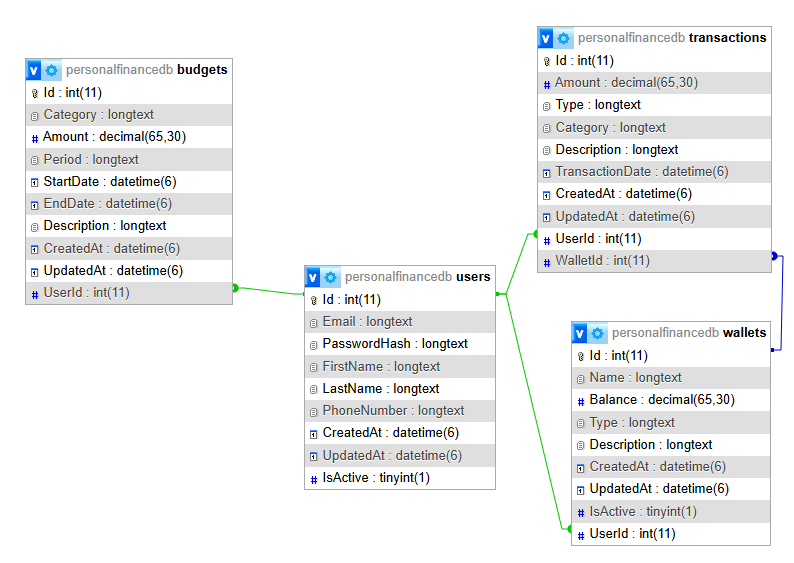 personalfinancedb budgets
Id : int(11)
Category : longtext
Amount : decimal(65,30)
Period : longtext
StartDate : datetime(6)
EndDate : datetime(6)
Description : longtext
CreatedAt : datetime(6)
UpdatedAt : datetime(6)
UserId : int(11)
personalfinancedb users
Id : int(11)
Email : longtext
PasswordHash : longtext
FirstName : longtext
LastName : longtext
PhoneNumber : longtext
CreatedAt : datetime(6)
UpdatedAt : datetime(6)
IsActive : tinyint(1)
personalfinancedb transactions
Id : int(11)
Amount : decimal(65,30)
Type : longtext
Category : longtext
Description : longtext
TransactionDate : datetime(6)
CreatedAt : datetime(6)
UpdatedAt : datetime(6)
UserId : int(11)
WalletId : int(11)
personalfinancedb wallets
Id : int(11)
Name : longtext
Balance : decimal(65,30)
Type : longtext
Description : longtext
CreatedAt : datetime(6)
UpdatedAt : datetime(6)
IsActive : tinyint(1)
UserId : int(11)